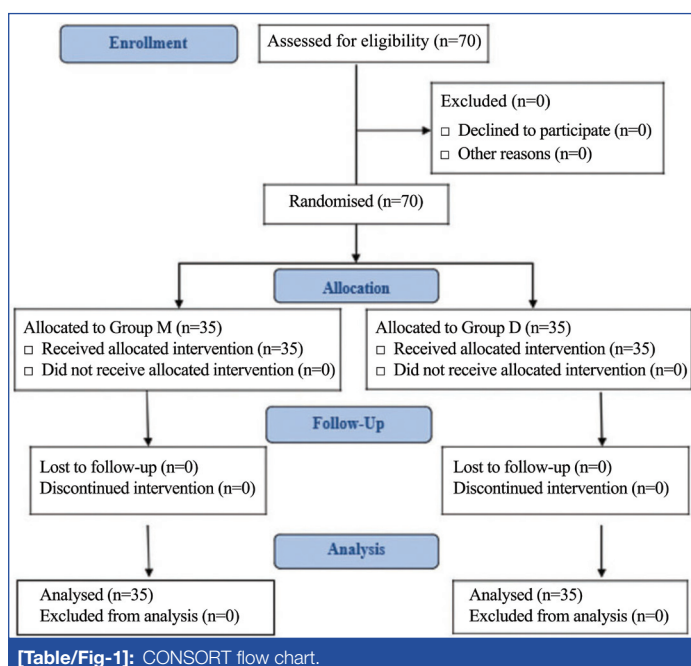 Enrollment
Assessed for eligibility (n=70)
Excluded (n=0)
□ Declined to participate (n=0)
□ Other reasons (n=0)
Randomised (n=70)
Allocation
Allocated to Group M (n=35)
□ Received allocated intervention (n=35)
□ Did not receive allocated intervention (n=0)
Allocated to Group D (n=35)
□ Received allocated intervention (n=35)
□ Did not receive allocated intervention (n=0)
Follow-Up
Lost to follow-up (n=0)
Discontinued intervention (n=0)
Lost to follow-up (n=0)
Discontinued intervention (n=0)
Analysis
Analysed (n=35)
Excluded from analysis (n=0)
Analysed (n=35)
Excluded from analysis (n=0)
[Table/Fig-1]: CONSORT flow chart.